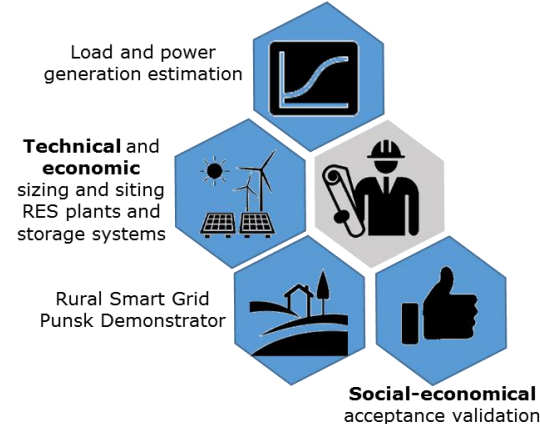 Load and power
generation estimation
Technical and
economic
sizing and siting
RES plants and
storage systems
Rural Smart Grid
Punsk Demonstrator
Social-economical
acceptance validation